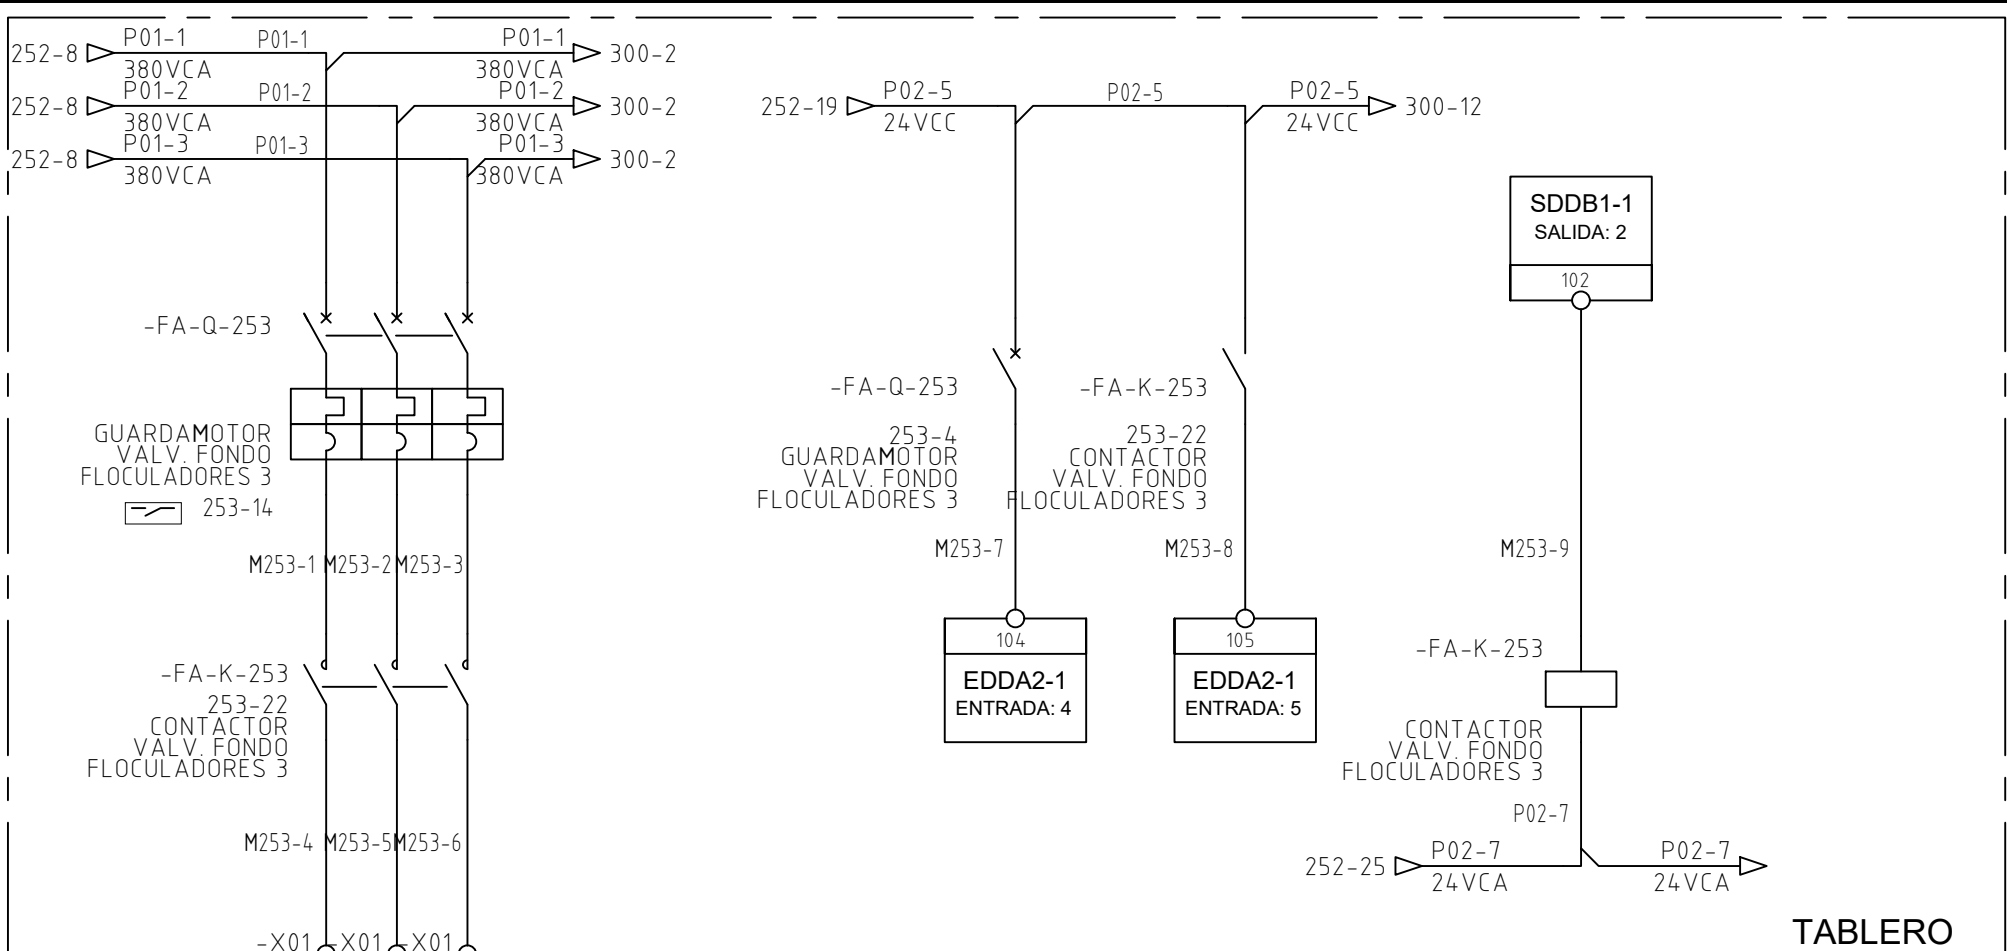 252-8 P01-1 P01-1 P01-1 300-2
380VCA 380VCA
252-8 P01-2 P01-2 P01-2 300-2
380VCA 380VCA
252-8 P01-3 P01-3 P01-3 300-2
380VCA 380VCA
-FA-Q-253
GUARDAMOTOR
VALV. FONDO
FLOCULADORES 3
253-14
M253-1 M253-2 M253-3
-FA-K-253
253-22
CONTACTOR
VALV. FONDO
FLOCULADORES 3
M253-4 M253-5 M253-6
-X01 -X01 -X01
252-19 P02-5 P02-5 P02-5 300-12
24VCC 24VCC
-FA-Q-253
253-4
GUARDAMOTOR
VALV. FONDO
FLOCULADORES 3
M253-7
104
EDDA2-1
ENTRADA: 4
-FA-K-253
253-22
CONTACTOR
VALV. FONDO
FLOCULADORES 3
M253-8
105
EDDA2-1
ENTRADA: 5
SDDB1-1
SALIDA: 2
102
M253-9
-FA-K-253
CONTACTOR
VALV. FONDO
FLOCULADORES 3
P02-7
252-25 P02-7 P02-7
24VCA 24VCA
TABLERO